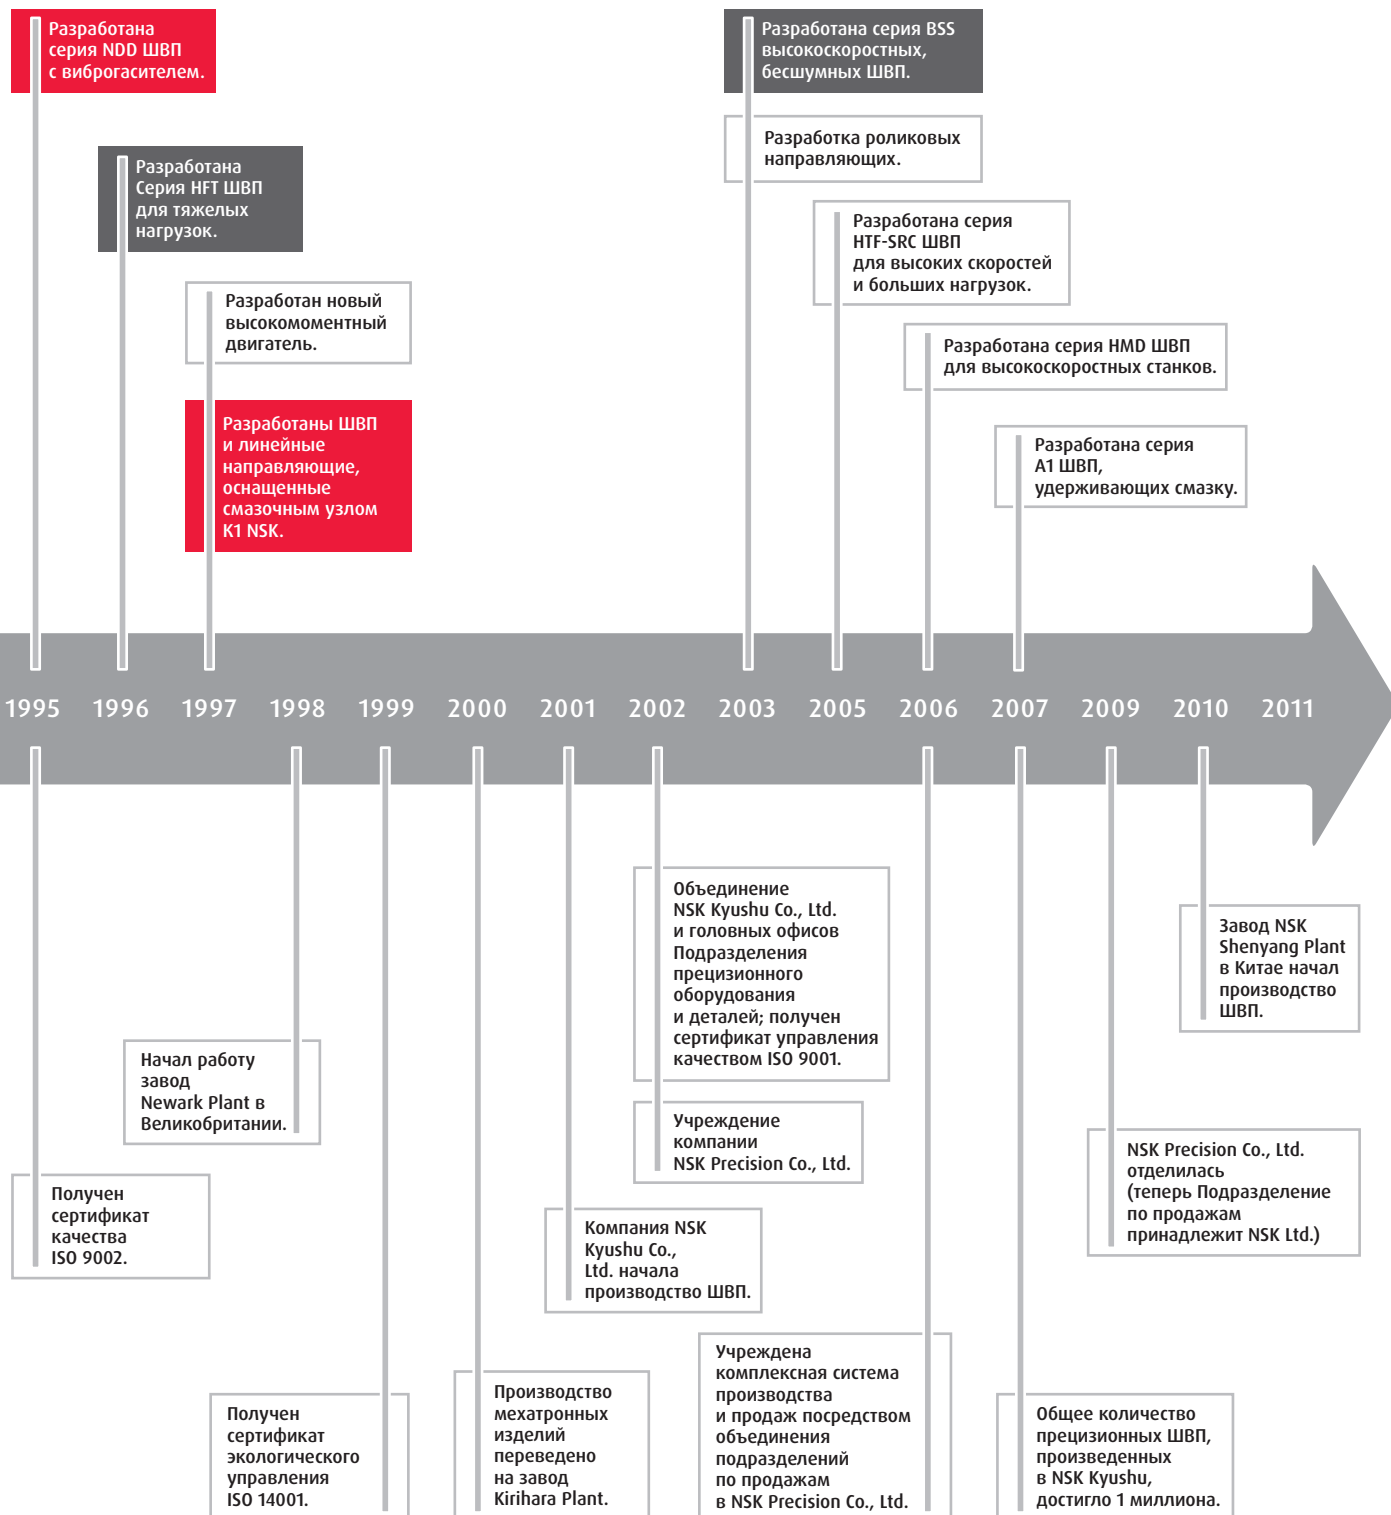 Разработана
серия NDD ШВП
с виброгасителем.
Разработана
Серия HFT ШВП
для тяжелых
нагрузок.
Разработан новый
высокомоментный
двигатель.
Разработаны ШВП
и линейные
направляющие,
оснащенные
смазочным узлом
K1 NSK.
Разработана серия BSS
высокоскоростных,
бесшумных ШВП.
Разработка роликовых
направляющих.
Разработана серия
HTF-SRC ШВП
для высоких скоростей
и больших нагрузок.
Разработана серия HMD ШВП
для высокоскоростных станков.
Разработана серия
A1 ШВП,
удерживающих смазку.
1995 1996 1997 1998 1999 2000 2001 2002 2003 2005 2006 2007 2009 2010 2011
Объединение
NSK Kyushu Co., Ltd.
и головных офисов
Подразделения
прецизионного
оборудования
и деталей; получен
сертификат управления
качеством ISO 9001.
Завод NSK
Shenyang Plant
в Китае начал
производство
ШВП.
Начал работу
завод
Newark Plant в
Великобритании.
Учреждение
компании
NSK Precision Co., Ltd.
NSK Precision Co., Ltd.
отделилась
(теперь Подразделение
по продажам
принадлежит NSK Ltd.)
Получен
сертификат
качества
ISO 9002.
Компания NSK
Kyushu Co.,
Ltd. начала
производство ШВП.
Получен
сертификат
экологического
управления
ISO 14001.
Производство
мехатронных
изделий
переведено
на завод
Kirihara Plant.
Учреждена
комплексная система
производства
и продаж посредством
объединения
подразделений
по продажам
в NSK Precision Co., Ltd.
Общее количество
прецизионных ШВП,
произведенных
в NSK Kyushu,
достигло 1 миллиона.